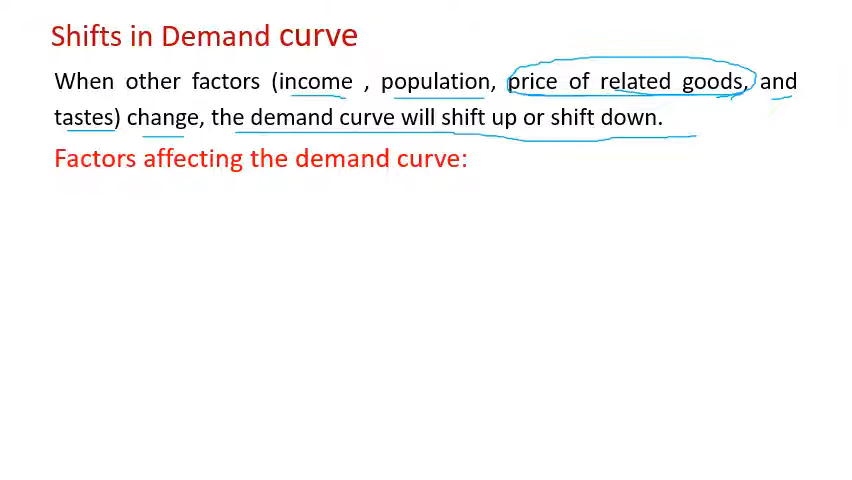 Shifts in Demand curve
When other factors (income , population, price of related goods, and
tastes) change, the demand curve will shift up or shift down.
Factors affecting the demand curve: